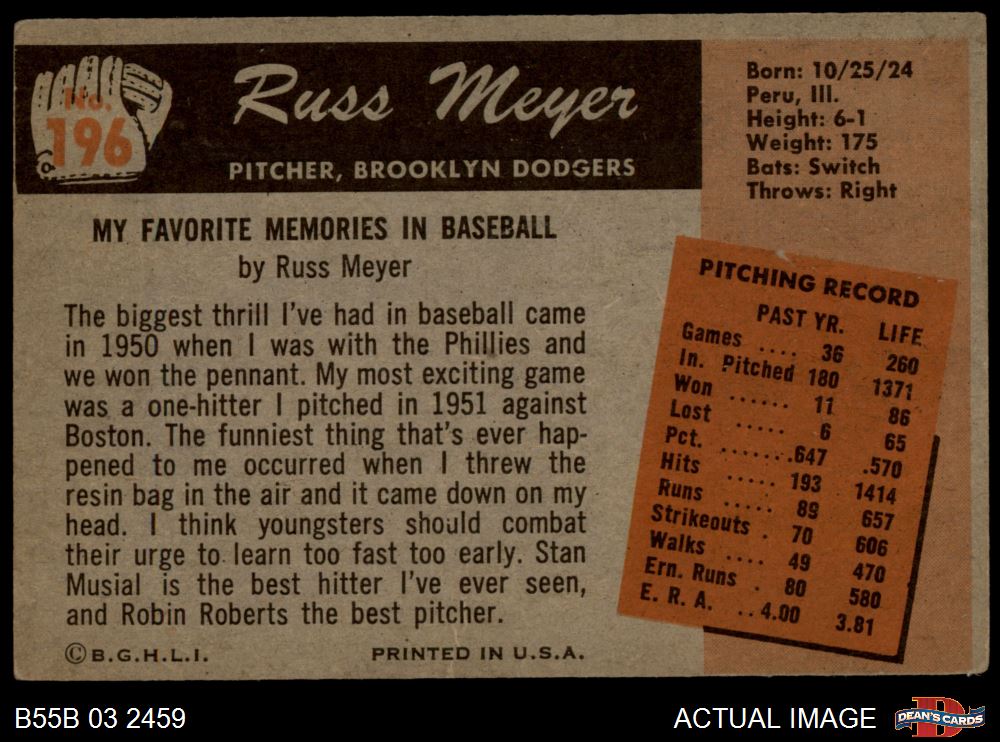 No.
196
Russ Meyer
PITCHER, BROOKLYN DODGERS
Born: 10/25/24
Peru, Ill.
Height: 6-1
Weight: 175
Bats: Switch
Throws: Right
MY FAVORITE MEMORIES IN BASEBALL
by Russ Meyer
The biggest thrill I've had in baseball came
in 1950 when I was with the Phillies and
we won the pennant. My most exciting game
was a one-hitter I pitched in 1951 against
Boston. The funniest thing that's ever hap-
pened to me occurred when I threw the
resin bag in the air and it came down on my
head. I think youngsters should combat
their urge to learn too fast too early. Stan
Musial is the best hitter I've ever seen,
and Robin Roberts the best pitcher.
© B.G.H.L.I. PRINTED IN U.S.A.
PITCHING RECORD
PAST YR. LIFE
Games .... 36 260
In. Pitched 180 1371
Won ...... 11 86
Lost ..... 6 65
Pct. .......647 .570
Hits ..... 193 1414
Runs ..... 89 657
Strikeouts . 70 606
Walks .... 49 470
Ern. Runs . 80 580
E. R. A. .. 4.00 3.81
B55B 03 2459
ACTUAL IMAGE
D
DEAN'S CARDS